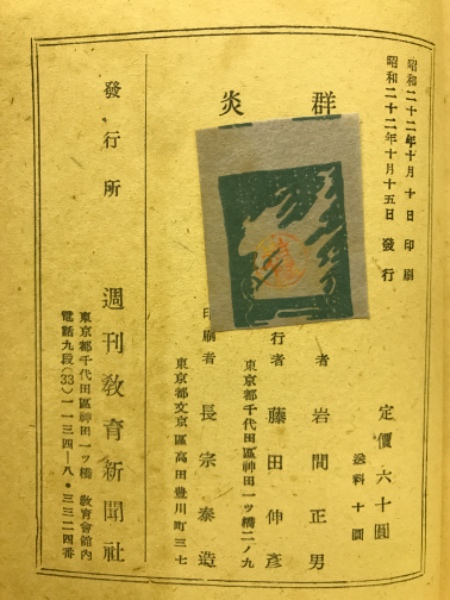 昭和二十二年十月十日印刷
昭和二十二年十月十五日發行
群炎
定價六十圓
送料十圓
者 岩間正男
行者 藤田伸彥
東京都千代田區神田一ッ橋二ノ九
印刷者 長宗泰造
東京都文京區高田豊川町三七
發行所
週刊教育新聞社
東京都千代田區神田一ッ橋 教育會館內
電話九段(33)一一三四―八・三三二四番